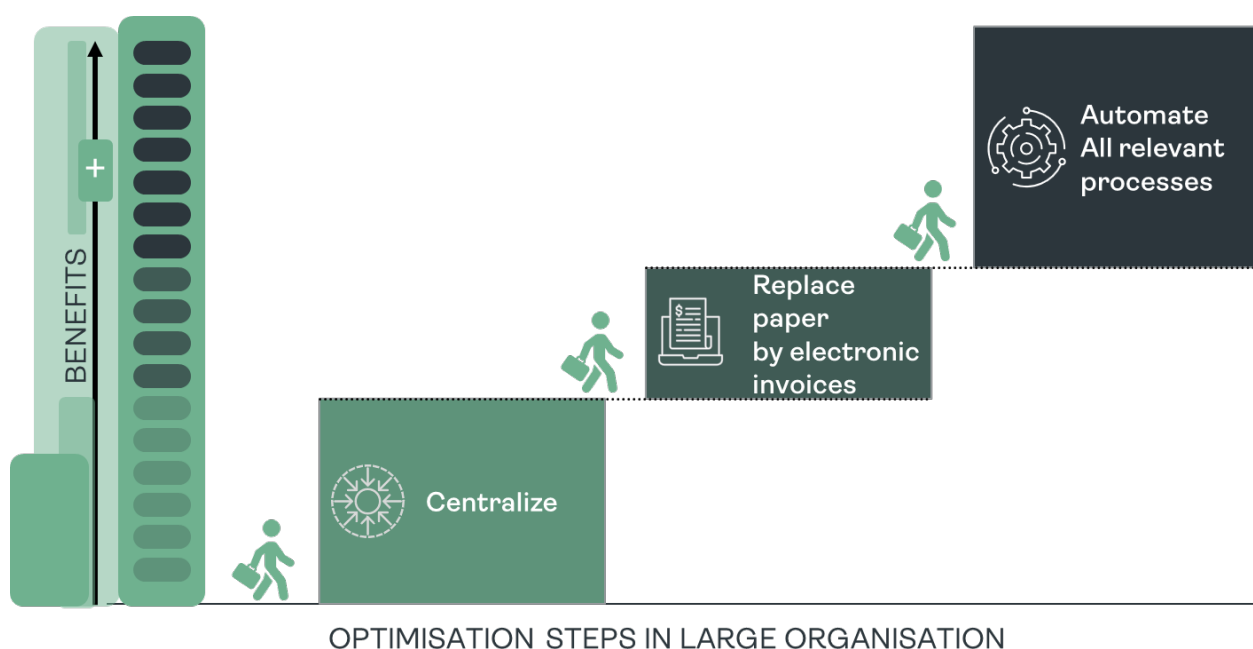 BENEFITS
+
Automate
All relevant
processes
Replace
paper
by electronic
invoices
$
Centralize
OPTIMISATION STEPS IN LARGE ORGANISATION